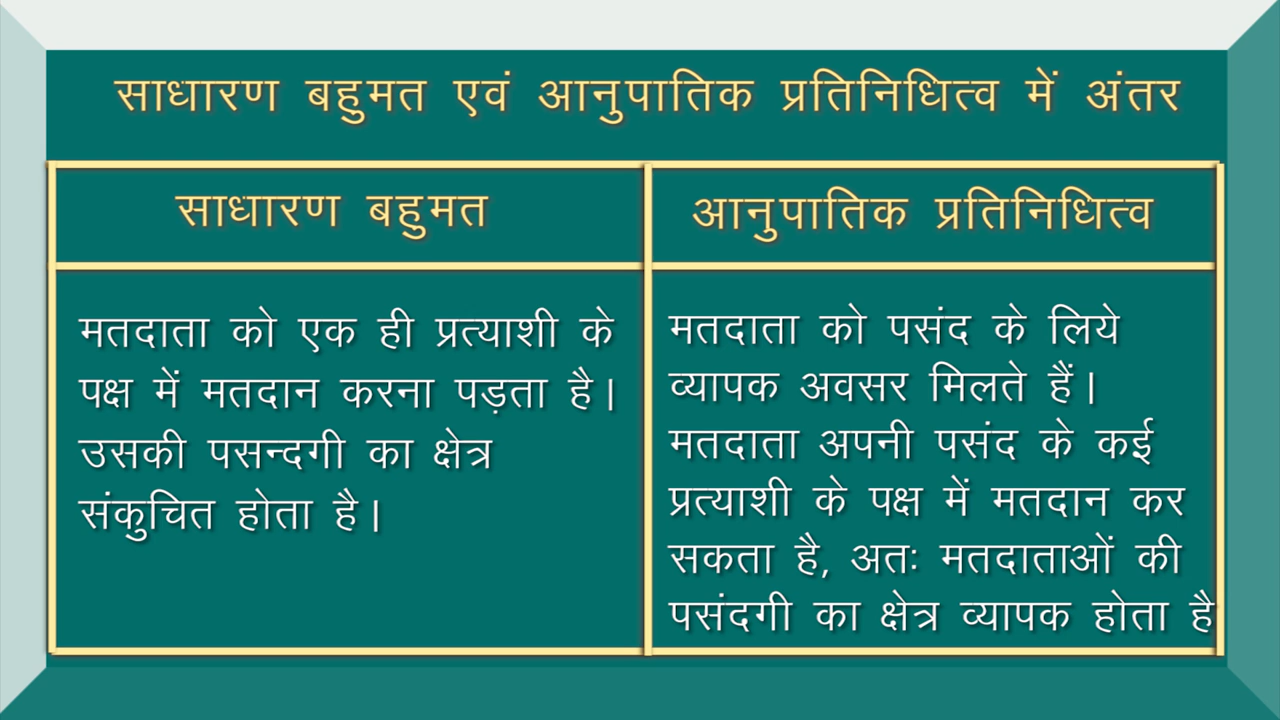 साधारण बहुमत एवं आनुपातिक प्रतिनिधित्व में अंतर
साधारण बहुमत
आनुपातिक प्रतिनिधित्व
मतदाता को एक ही प्रत्याशी के
पक्ष में मतदान करना पड़ता है।
उसकी पसन्दगी का क्षेत्र
संकुचित होता है।
मतदाता को पसंद के लिये
व्यापक अवसर मिलते हैं।
मतदाता अपनी पसंद के कई
प्रत्याशी के पक्ष में मतदान कर
सकता है, अतः मतदाताओं की
पसंदगी का क्षेत्र व्यापक होता है